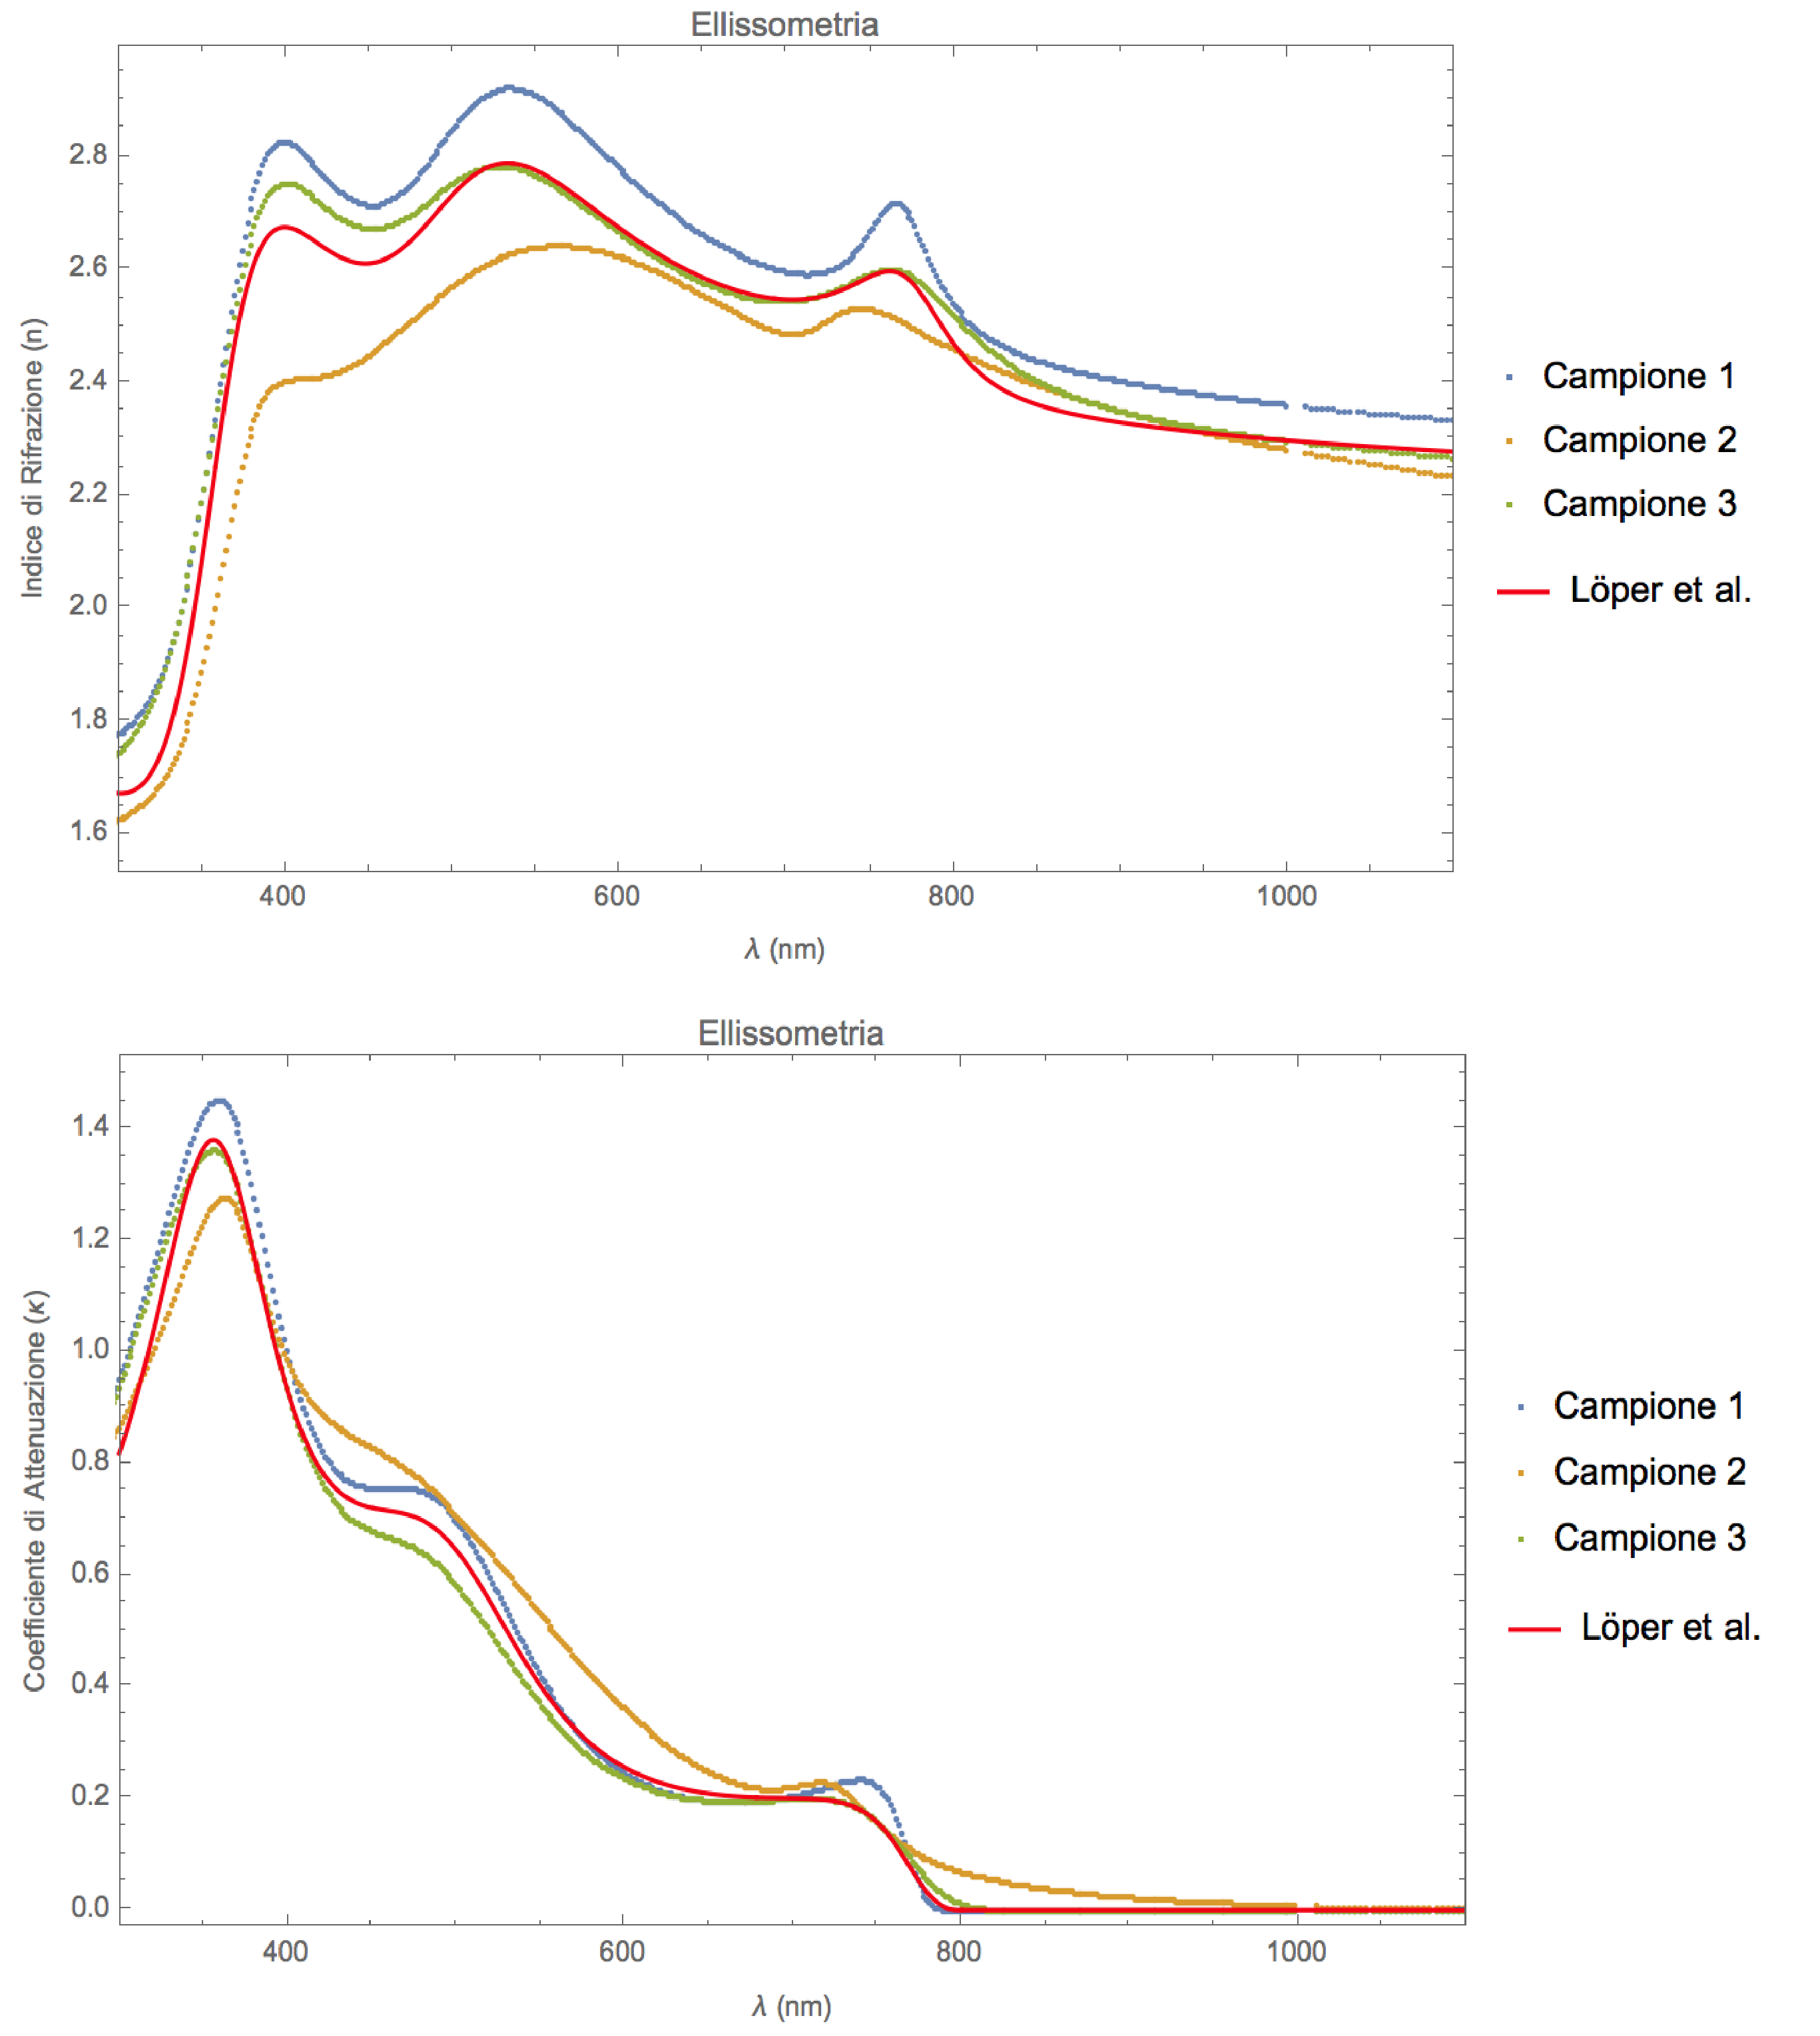 Ellissometria
Indice di Rifrazione (n)
2.8
2.6
2.4
2.2
2.0
1.8
1.6
400 600 800 1000
λ (nm)
Campione 1
Campione 2
Campione 3
Löper et al.
Ellissometria
Coefficiente di Attenuazione (κ)
1.4
1.2
1.0
0.8
0.6
0.4
0.2
0.0
400 600 800 1000
λ (nm)
Campione 1
Campione 2
Campione 3
Löper et al.